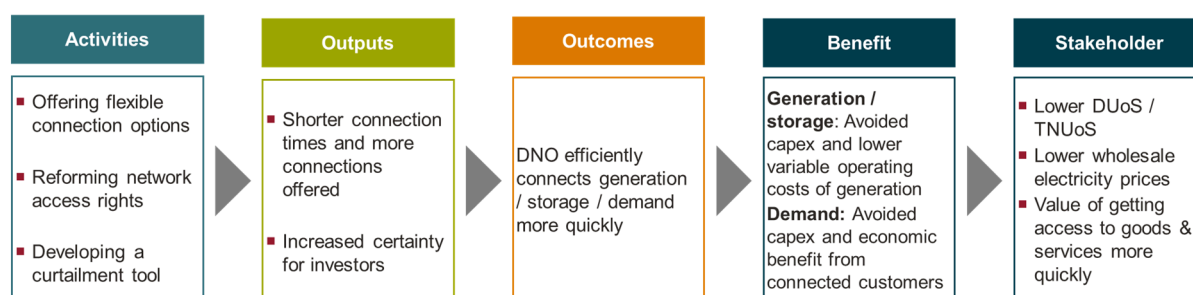 Activities
Offering flexible
connection options
Reforming network
access rights
Developing a
curtailment tool
Outputs
Shorter connection
times and more
connections
offered
Increased certainty
for investors
Outcomes
DNO efficiently
connects generation
/ storage / demand
more quickly
Benefit
Generation /
storage: Avoided
capex and lower
variable operating
costs of generation
Demand: Avoided
capex and economic
benefit from
connected customers
Stakeholder
Lower DUoS /
TNUoS
Lower wholesale
electricity prices
Value of getting
access to goods &
services more
quickly